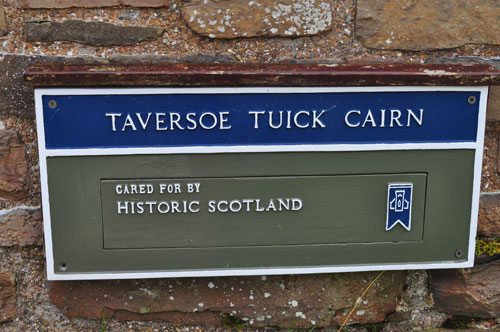 TAVERSOE TUICK CAIRN
CARED FOR BY
HISTORIC SCOTLAND